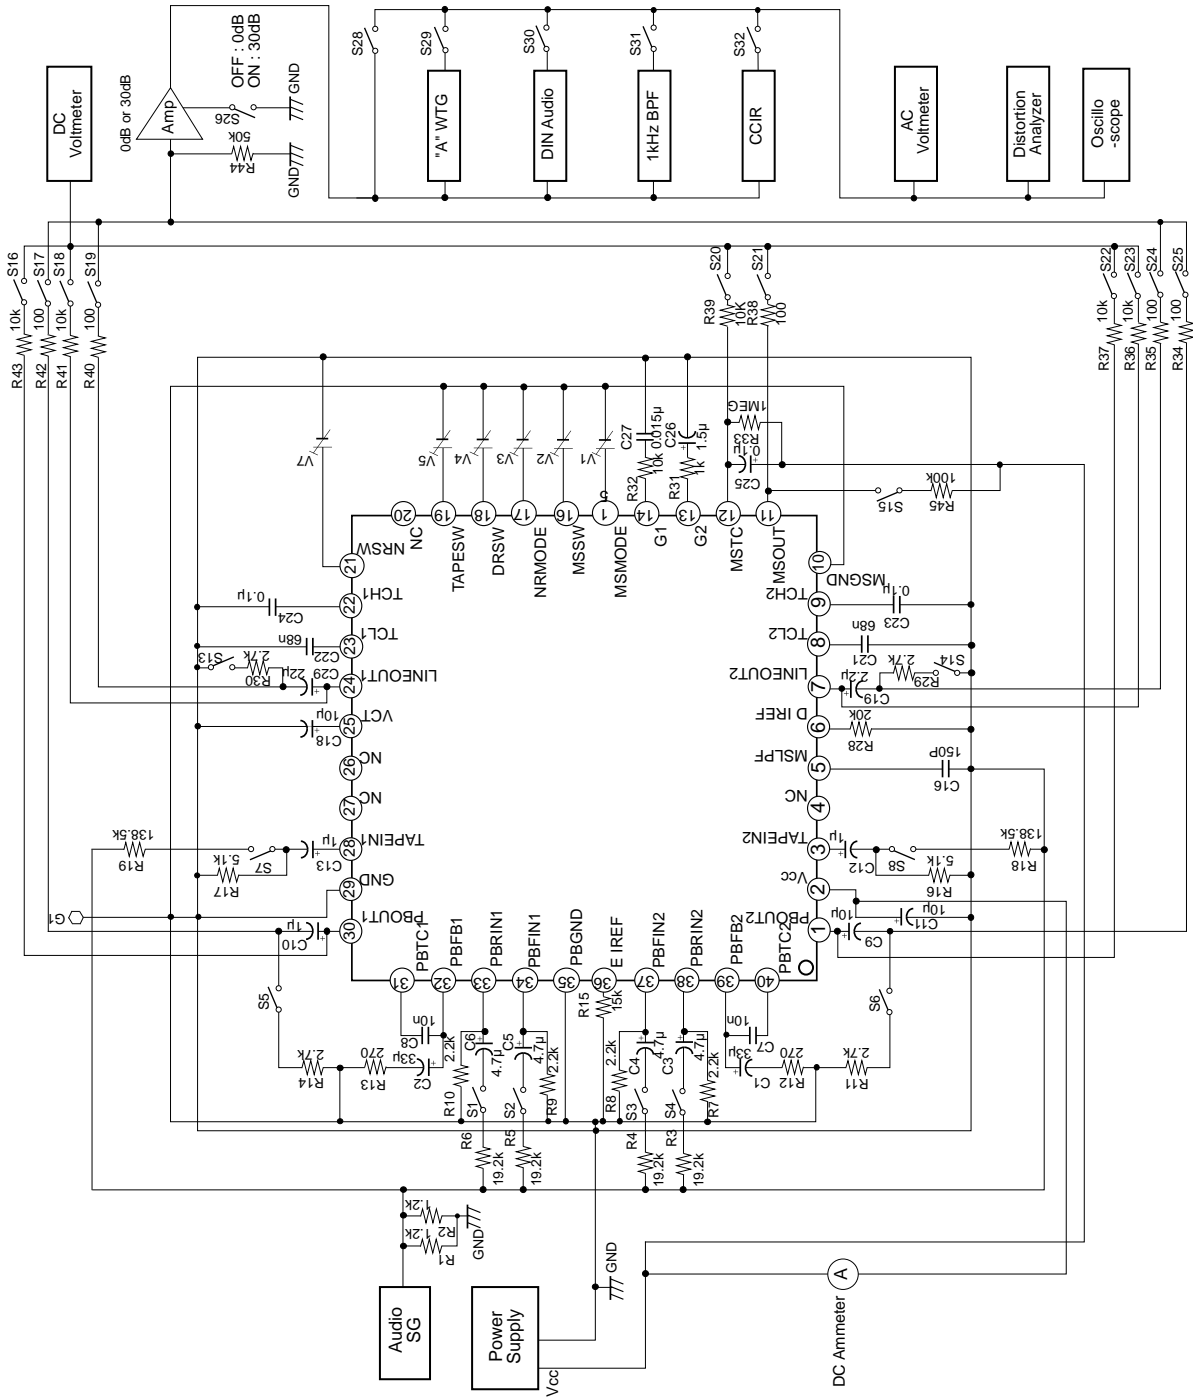 DC
Voltmeter
0dB or 30dB
Amp
OFF : 0dB
ON : 30dB
S26
GND
50k
R44
GND
S28
S29
S30
S31
S32
"A" WTG
DIN Audio
1kHz BPF
CCIR
AC
Voltmeter
Distortion
Analyzer
Oscillo
-scope
S16
S17
S18
S19
10k
100
10k
100
R43
R42
R41
R40
S20
S21
R39
10K
R38
100
S22
S23
S24
S25
10k
10k
100
100
R37
R36
R35
R34
V7
V5
V4
V3
V2
V1
C27
0.015µ
R32
10k
C26
1.5µ
R31
1k
1MEG
R33
0.1µ
C25
S15
100k
R45
20
NC
19
TAPESW
18
DRSW
17
NRMODE
16
MSSW
1
5
MSMODE
14
G1
13
G2
12
MSTC
11
MSOUT
21
NRSW
22
TCH1
0.1µ
C24
23
TCL1
68n
C22
S13
2.7k
R30
22µ
C29
24
LINEOUT1
25
VCT
10µ
C18
26
NC
27
NC
28
TAPEIN1
1µ
C13
S7
138.5k
R19
5.1k
R17
29
GND
G1
30
PBOUT1
1µ
C10
10
MSGND
9
TCH2
0.1µ
C23
8
TCL2
68n
C21
7
LINEOUT2
2.2µ
C19
2.7k
R29
S14
6
D IREF
20k
R28
5
MSLPF
150P
C16
4
NC
3
TAPEIN2
1µ
C12
S8
138.5k
R18
5.1k
R16
2
Vcc
10µ
C11
1
PBOUT2
10µ
C9
31
PBTC1
32
PBFB1
33
PBRIN1
34
PBFIN1
35
PBGND
36
E IREF
37
PBFIN2
38
PBRIN2
39
PBFB2
40
PBTC2
S5
2.7k
R14
270
R13
33µ
C2
10n
C8
2.2k
R10
C6
4.7µ
S1
R6
19.2k
C5
4.7µ
S2
R5
19.2k
2.2k
R9
R15
15k
2.2k
R8
C4
4.7µ
S3
R4
19.2k
C3
4.7µ
S4
R3
19.2k
2.2k
R7
10n
C7
33µ
C1
270
R12
2.7k
R11
S6
1.2k
R2
1.2k
R1
GND
Audio
SG
Power
Supply
Vcc
GND
A
DC Ammeter